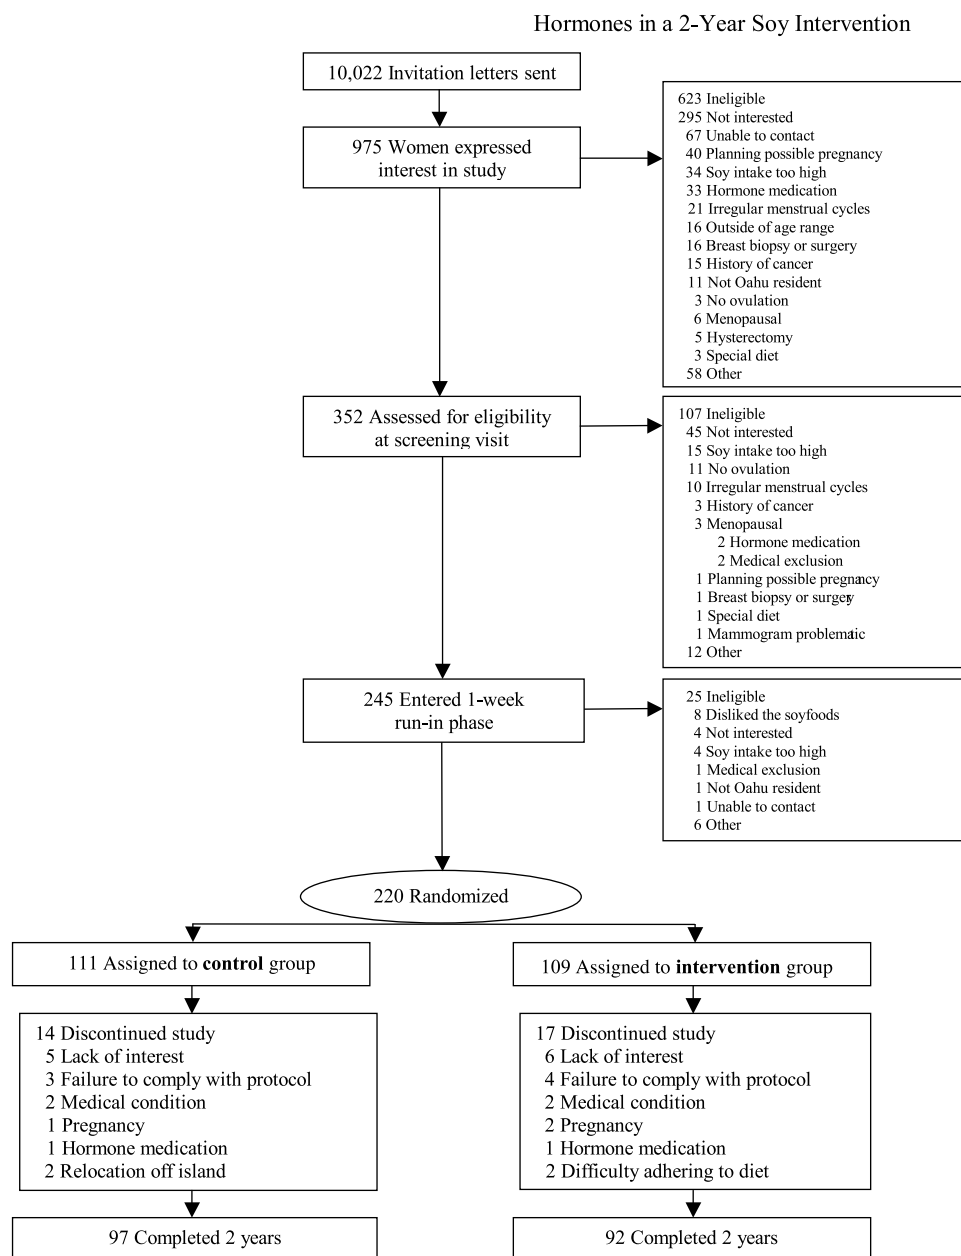 Hormones in a 2-Year Soy Intervention
10,022 Invitation letters sent
975 Women expressed
interest in study
623 Ineligible
295 Not interested
67 Unable to contact
40 Planning possible pregnancy
34 Soy intake too high
33 Hormone medication
21 Irregular menstrual cycles
16 Outside of age range
16 Breast biopsy or surgery
15 History of cancer
11 Not Oahu resident
3 No ovulation
6 Menopausal
5 Hysterectomy
3 Special diet
58 Other
352 Assessed for eligibility
at screening visit
107 Ineligible
45 Not interested
15 Soy intake too high
11 No ovulation
10 Irregular menstrual cycles
3 History of cancer
3 Menopausal
2 Hormone medication
2 Medical exclusion
1 Planning possible pregnancy
1 Breast biopsy or surgery
1 Special diet
1 Mammogram problematic
12 Other
245 Entered 1-week
run-in phase
25 Ineligible
8 Disliked the soyfoods
4 Not interested
4 Soy intake too high
1 Medical exclusion
1 Not Oahu resident
1 Unable to contact
6 Other
220 Randomized
111 Assigned to control group
109 Assigned to intervention group
14 Discontinued study
5 Lack of interest
3 Failure to comply with protocol
2 Medical condition
1 Pregnancy
1 Hormone medication
2 Relocation off island
17 Discontinued study
6 Lack of interest
4 Failure to comply with protocol
2 Medical condition
2 Pregnancy
1 Hormone medication
2 Difficulty adhering to diet
97 Completed 2 years
92 Completed 2 years